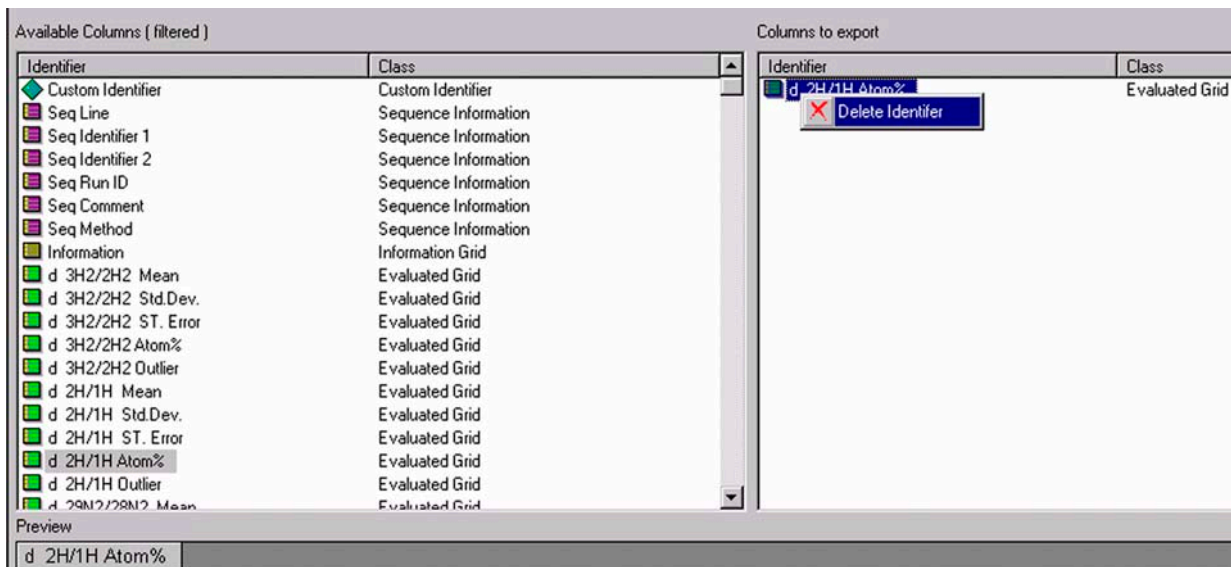 Available Columns ( filtered )
Columns to export
Identifier Class
Identifier Class
Custom Identifier Custom Identifier
d 2H/1H Atom% Evaluated Grid
Seq Line Sequence Information
Delete Identifer
Seq Identifier 1 Sequence Information
Seq Identifier 2 Sequence Information
Seq Run ID Sequence Information
Seq Comment Sequence Information
Seq Method Sequence Information
Information Information Grid
d 3H2/2H2 Mean Evaluated Grid
d 3H2/2H2 Std.Dev. Evaluated Grid
d 3H2/2H2 ST. Error Evaluated Grid
d 3H2/2H2 Atom% Evaluated Grid
d 3H2/2H2 Outlier Evaluated Grid
d 2H/1H Mean Evaluated Grid
d 2H/1H Std.Dev. Evaluated Grid
d 2H/1H ST. Error Evaluated Grid
d 2H/1H Atom% Evaluated Grid
d 2H/1H Outlier Evaluated Grid
d 29N2/28N2 Mean Evaluated Grid
Preview
d 2H/1H Atom%